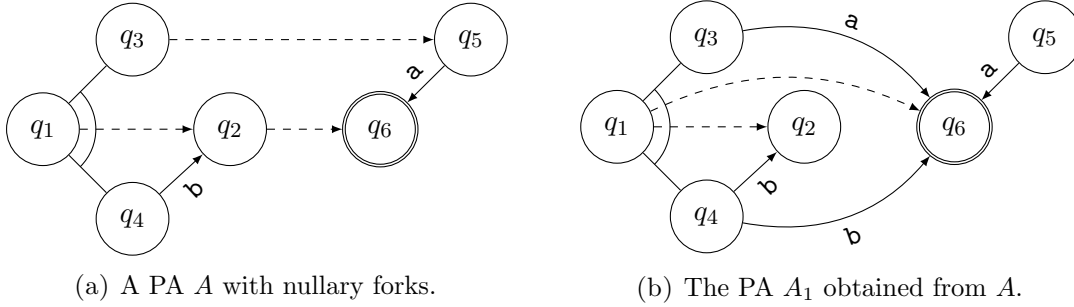 q3 q5 q3 a q5
a a
q1 q2 q6 q1 q2 q6
b b
q4 q4 b
(a) A PA A with nullary forks. (b) The PA A1 obtained from A.